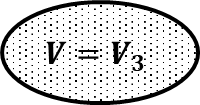 V = V₃